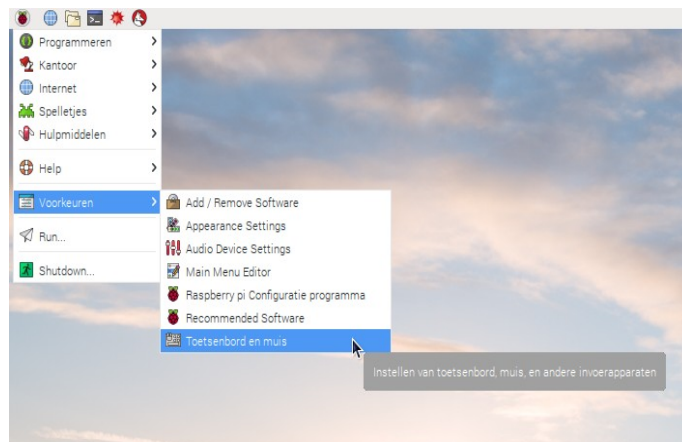 Programmeren
Kantoor
Internet
Spelletjes
Hulpmiddelen
Help
Voorkeuren
Run...
Shutdown...
Add / Remove Software
Appearance Settings
Audio Device Settings
Main Menu Editor
Raspberry pi Configuratie programma
Recommended Software
Toetsenbord en muis
Instellen van toetsenbord, muis, en andere invoerapparaten